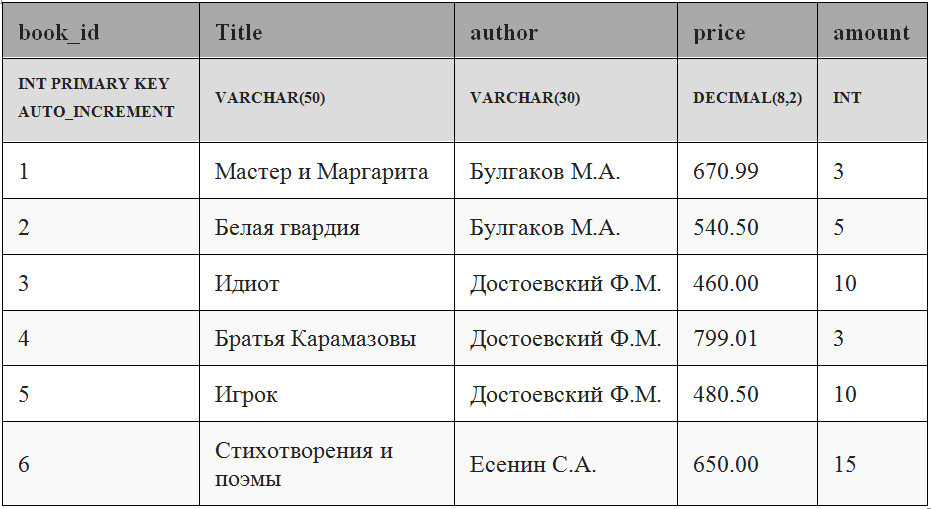 book_id Title author price amount
INT PRIMARY KEY
AUTO_INCREMENT VARCHAR(50) VARCHAR(30) DECIMAL(8,2) INT
1 Мастер и Маргарита Булгаков М.А. 670.99 3
2 Белая гвардия Булгаков М.А. 540.50 5
3 Идиот Достоевский Ф.М. 460.00 10
4 Братья Карамазовы Достоевский Ф.М. 799.01 3
5 Игрок Достоевский Ф.М. 480.50 10
6 Стихотворения и
поэмы Есенин С.А. 650.00 15